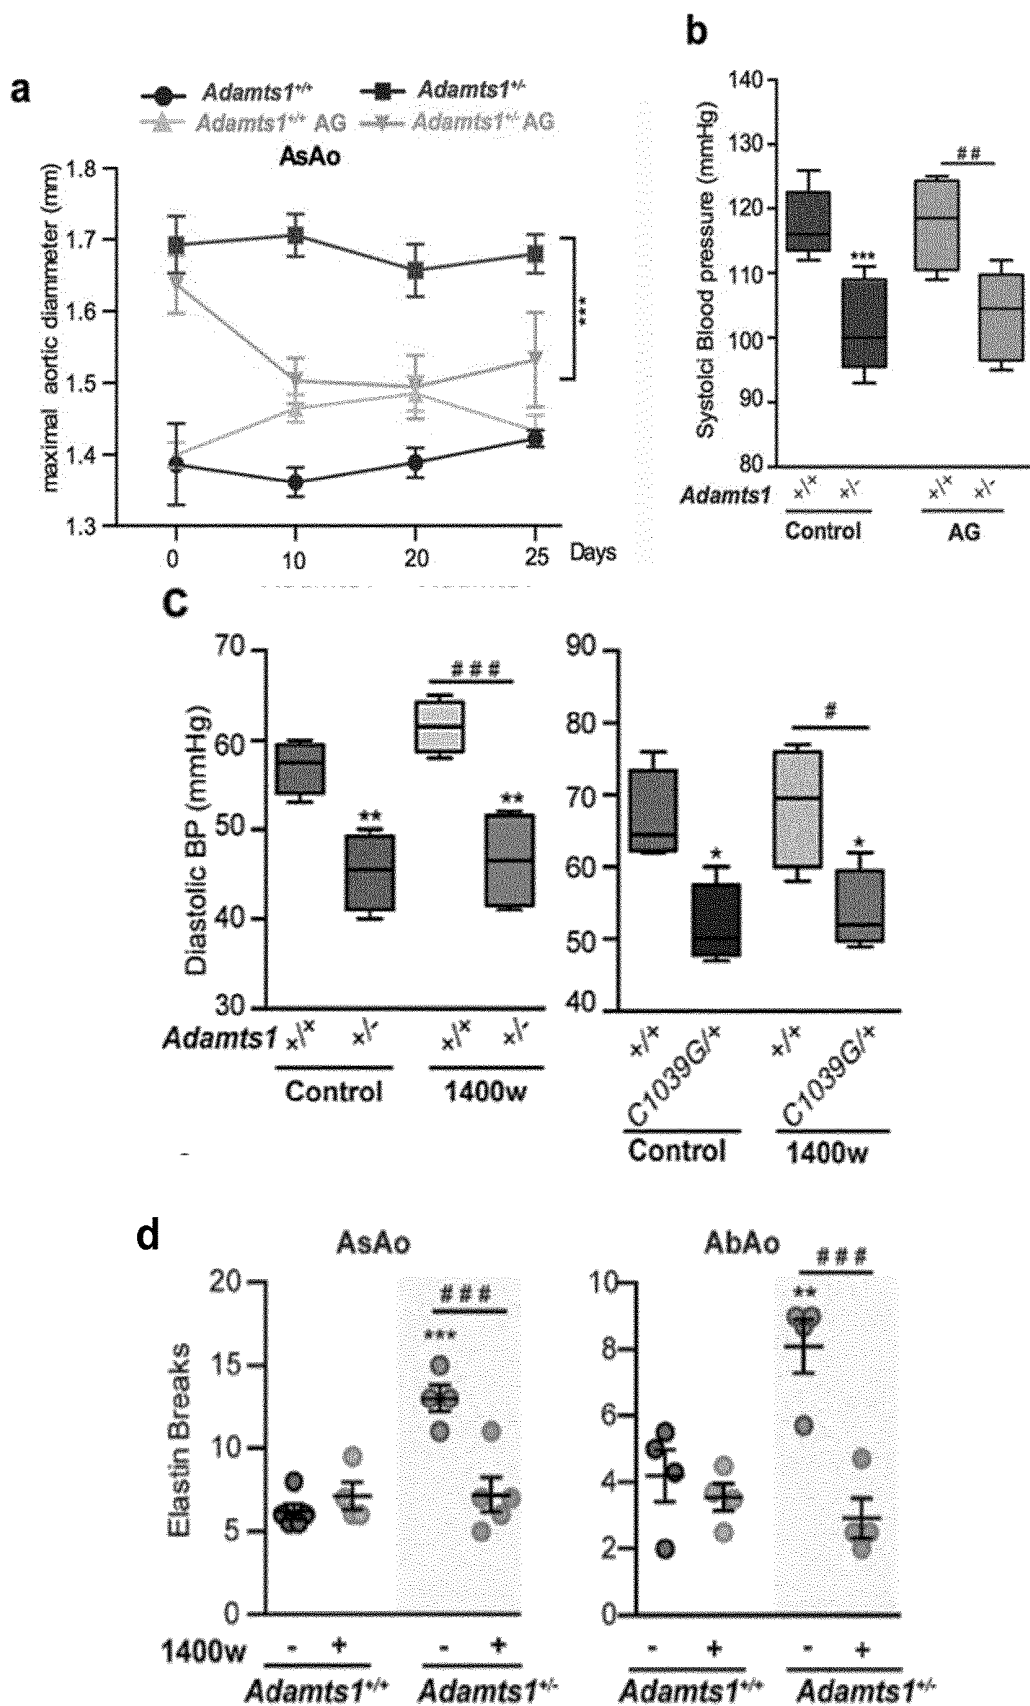 a
Adamts1+/+ Adamts1+/-
Adamts1+/+ AG Adamts1+/- AG
AsAo
maximal aortic diameter (mm)
1.8
1.7
1.6
1.5
1.4
1.3
***
0 10 20 25 Days
b
Systolci Blood pressure (mmHg)
140
130
120
110
100
90
80
***
##
Adamts1 +/+ +/- +/+ +/-
Control AG
c
Diastolic BP (mmHg)
70
60
50
40
30
**
###
**
Adamts1 +/+ +/- +/+ +/-
Control 1400w
90
80
70
60
50
40
*
#
*
+/+ C1039G/+ +/+ C1039G/+
Control 1400w
d
AsAo
Elastin Breaks
20
15
10
5
0
###
***
1400w - + - +
Adamts1+/+ Adamts1+/-
AbAo
10
8
6
4
2
0
###
**
- + - +
Adamts1+/+ Adamts1+/-